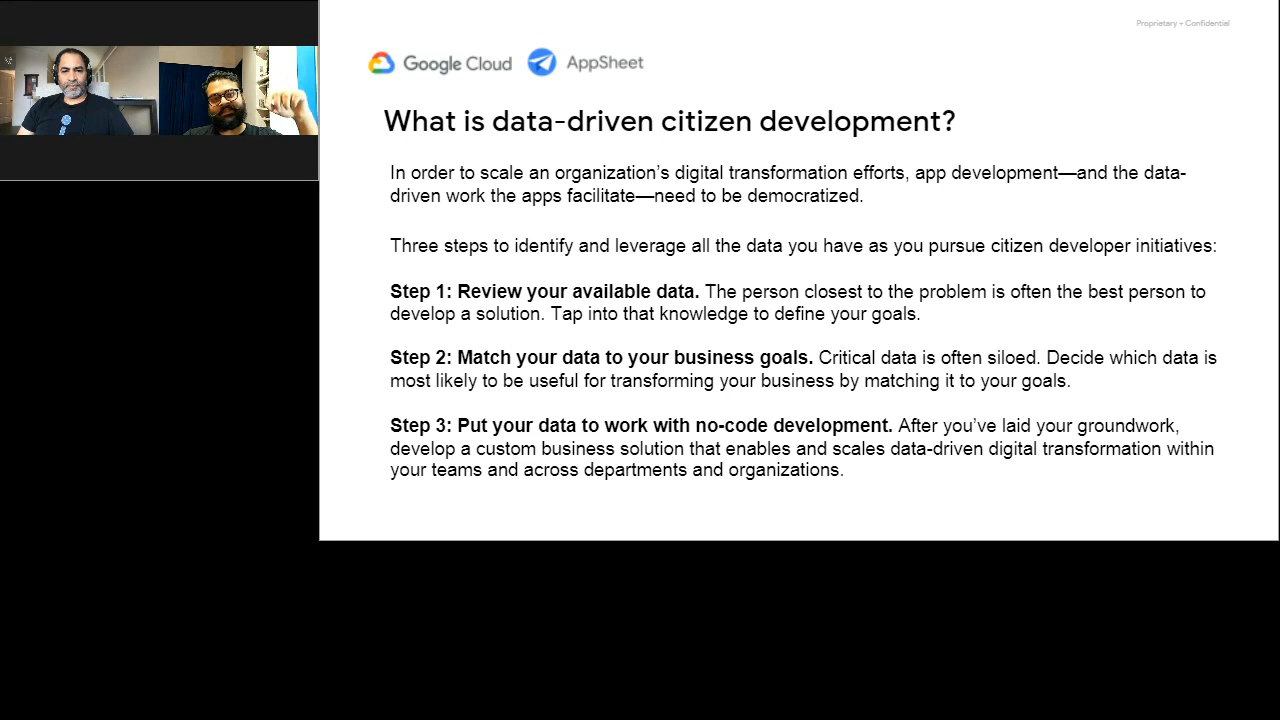 Proprietary + Confidential
Google Cloud AppSheet
What is data-driven citizen development?
In order to scale an organization’s digital transformation efforts, app development—and the data-
driven work the apps facilitate—need to be democratized.
Three steps to identify and leverage all the data you have as you pursue citizen developer initiatives:
Step 1: Review your available data. The person closest to the problem is often the best person to
develop a solution. Tap into that knowledge to define your goals.
Step 2: Match your data to your business goals. Critical data is often siloed. Decide which data is
most likely to be useful for transforming your business by matching it to your goals.
Step 3: Put your data to work with no-code development. After you’ve laid your groundwork,
develop a custom business solution that enables and scales data-driven digital transformation within
your teams and across departments and organizations.